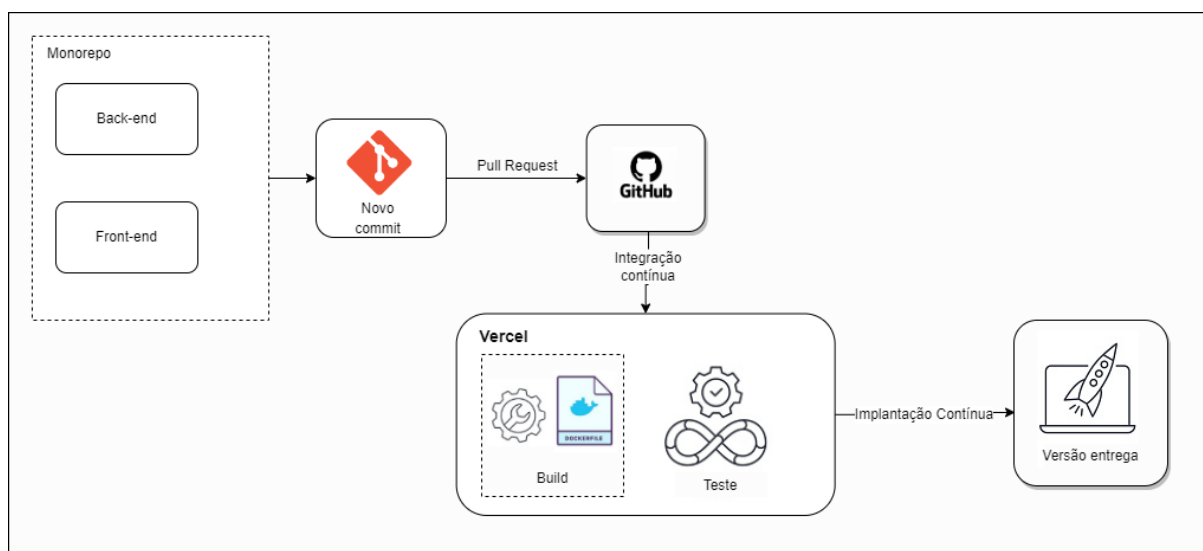 Monorepo
Back-end
Front-end
Novo
commit
Pull Request
GitHub
Integração
contínua
Vercel
DOCKERFILE
Build
Teste
Implantação Contínua
Versão entrega